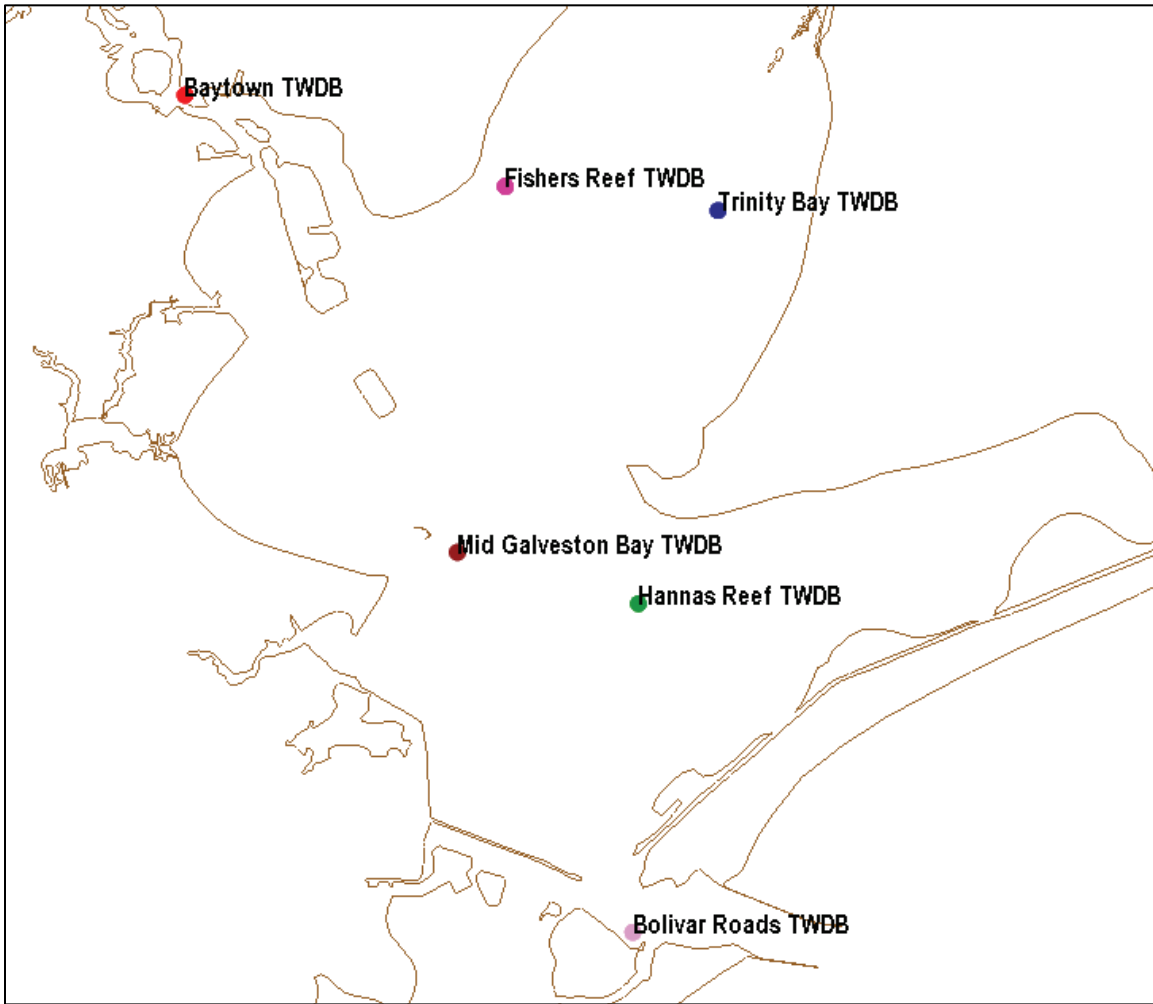 Baytown TWDB
Fishers Reef TWDB
Trinity Bay TWDB
Mid Galveston Bay TWDB
Hannas Reef TWDB
Bolivar Roads TWDB